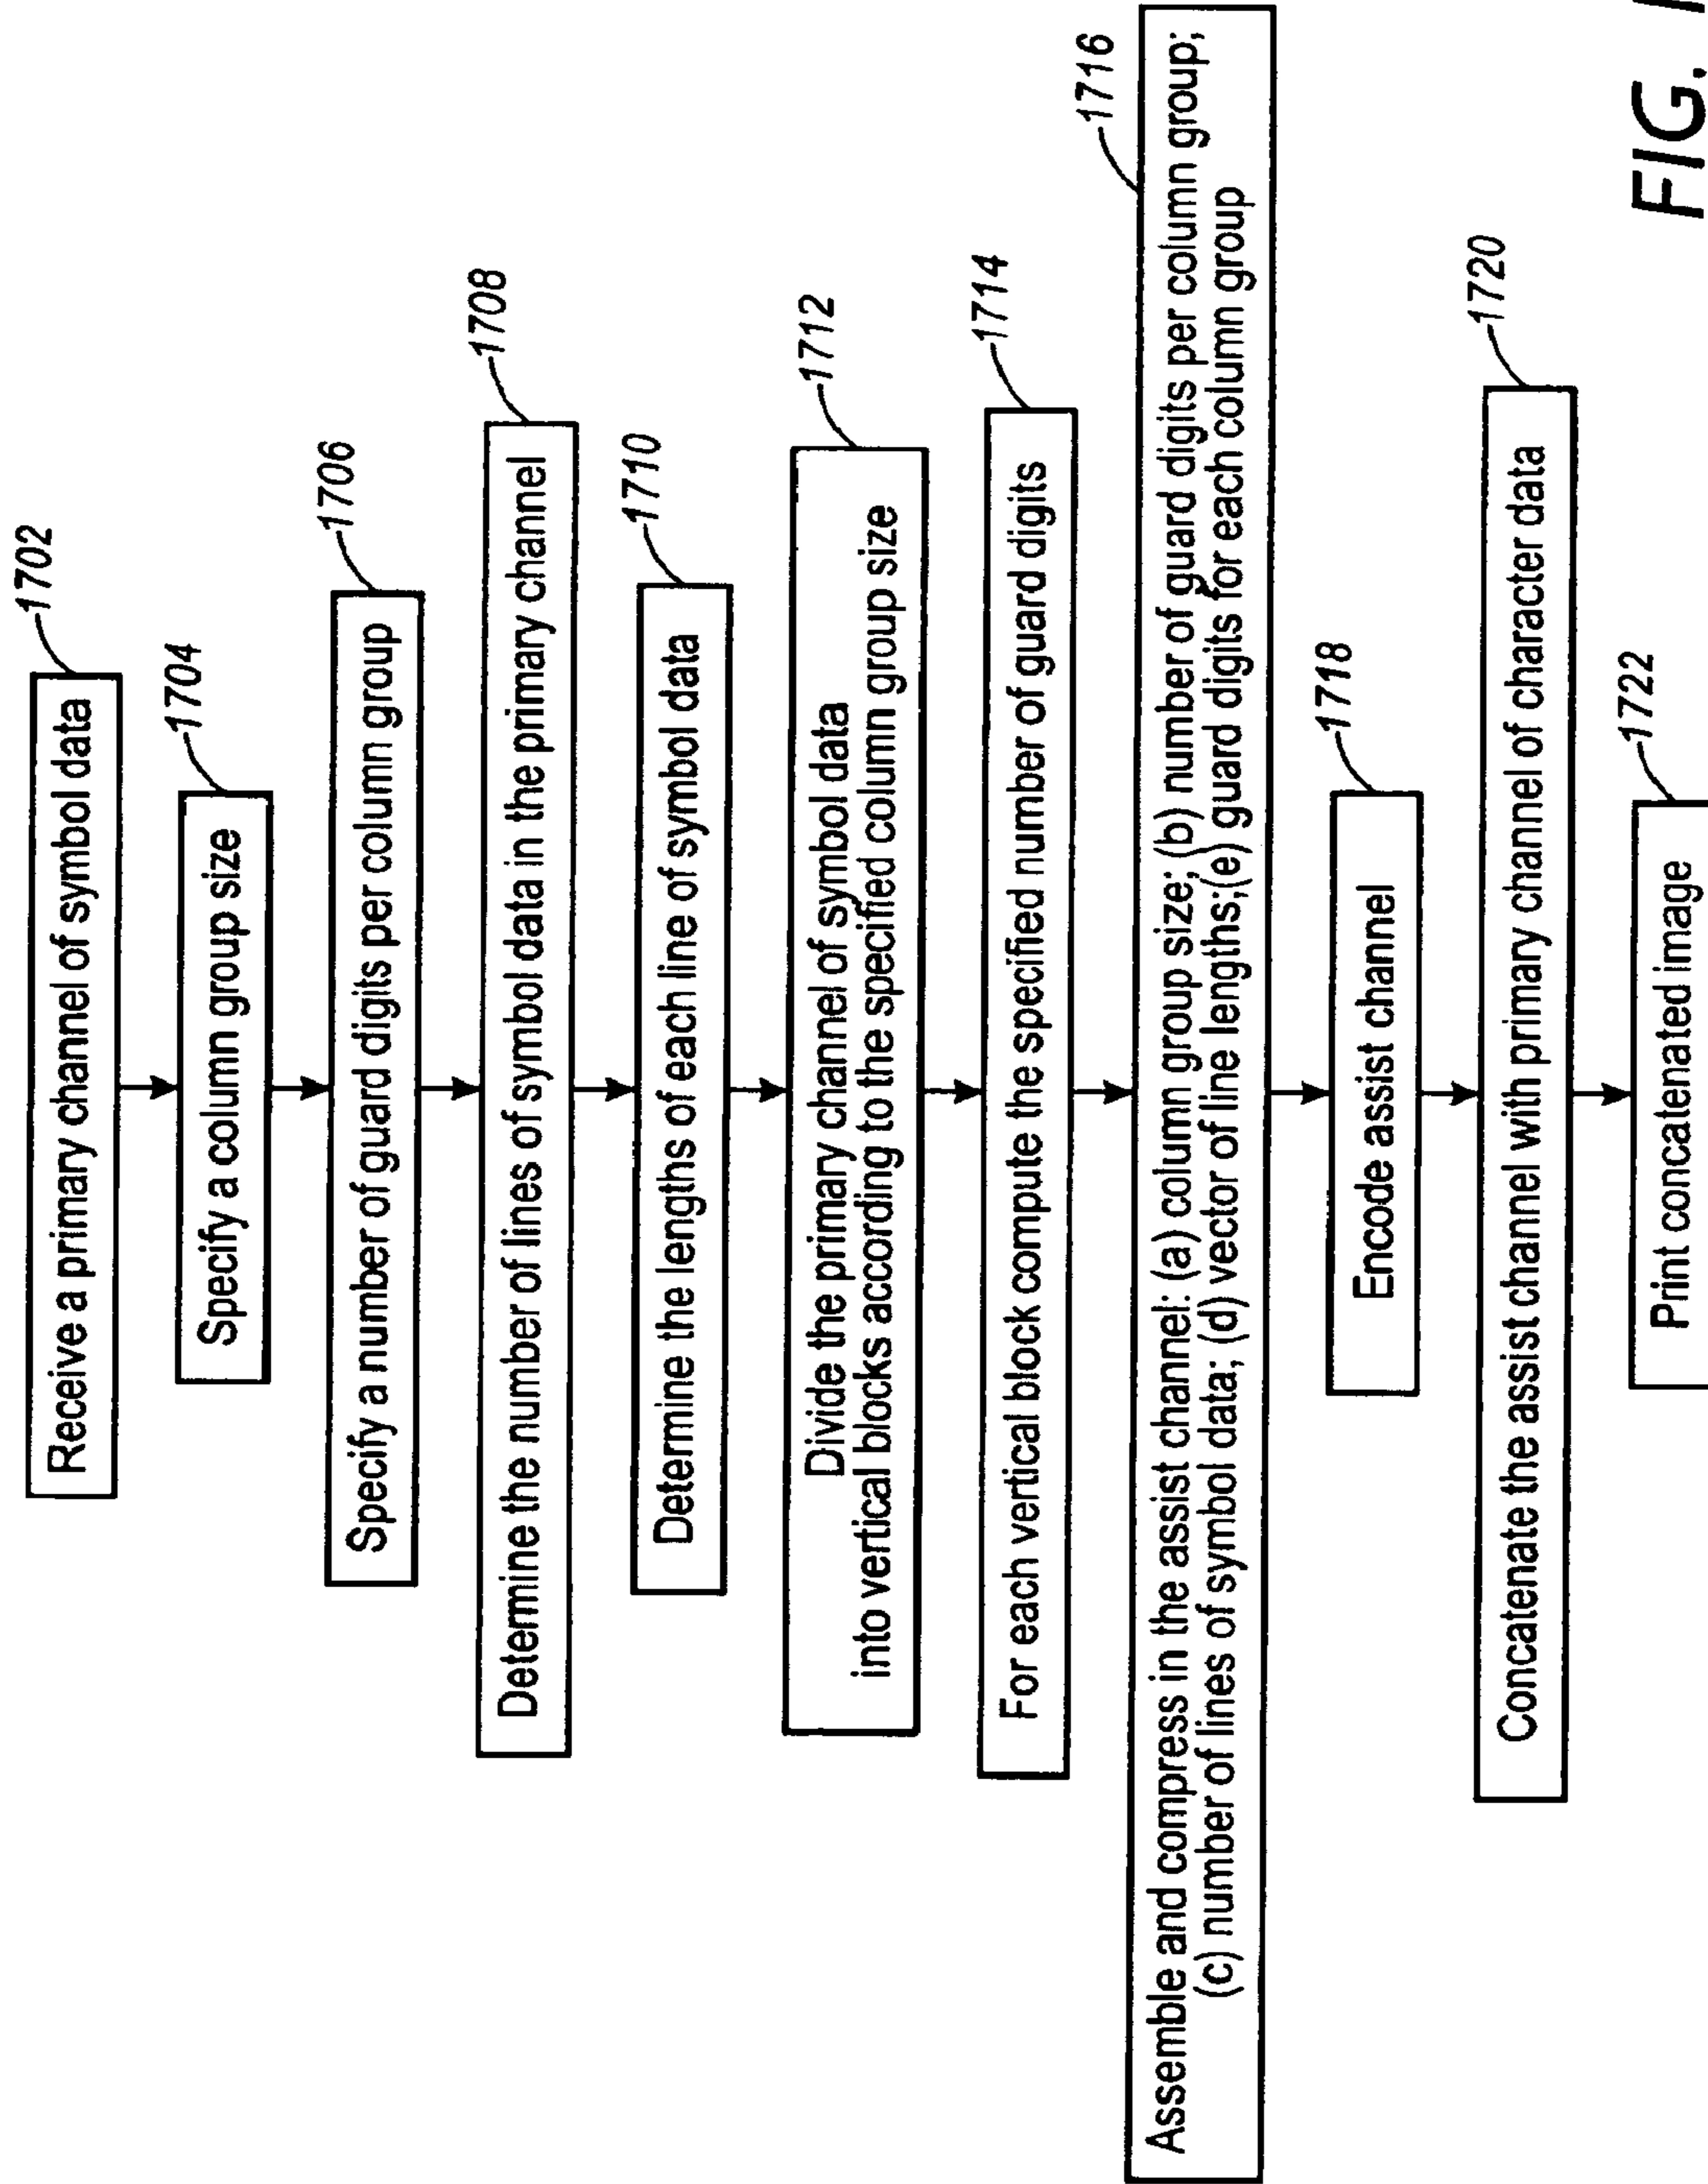 1702
Receive a primary channel of symbol data
1704
Specify a column group size
1706
Specify a number of guard digits per column group
1708
Determine the number of lines of symbol data in the primary channel
1710
Determine the lengths of each line of symbol data
1712
Divide the primary channel of symbol data
into vertical blocks according to the specified column group size
1714
For each vertical block compute the specified number of guard digits
1716
Assemble and compress in the assist channel: (a) column group size; (b) number of guard digits per column group;
(c) number of lines of symbol data; (d) vector of line lengths;(e) guard digits for each column group
1718
Encode assist channel
1720
Concatenate the assist channel with primary channel of character data
1722
Print concatenated image
FIG.